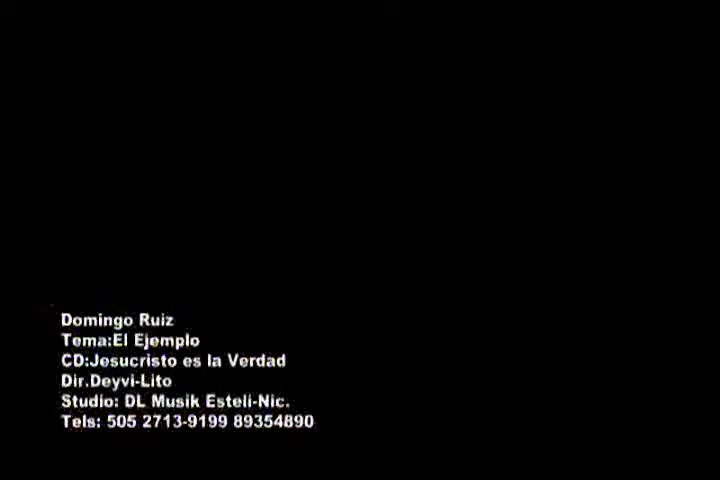 Domingo Ruiz
Tema:El Ejemplo
CD:Jesucristo es la Verdad
Dir.Deyvi-Lito
Studio: DL Musik Esteli-Nic.
Tels: 505 2713-9199 89354890